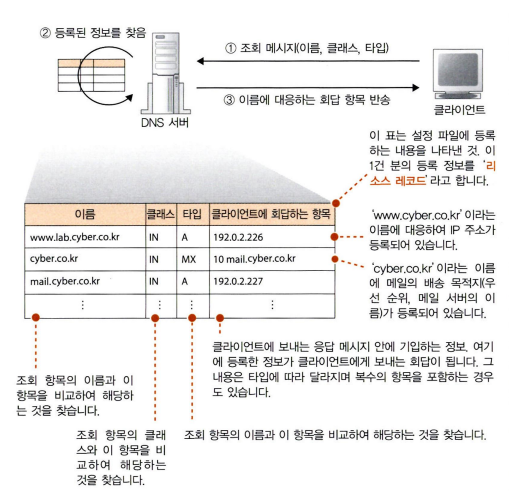 ② 등록된 정보를 찾음
① 조회 메시지(이름, 클래스, 타입)
③ 이름에 대응하는 회답 항목 반송
DNS 서버
클라이언트
이 표는 설정 파일에 등록
하는 내용을 나타낸 것. 이
1건 분의 등록 정보를 '리
소스 레코드'라고 합니다.
이름 클래스 타입 클라이언트에 회답하는 항목
www.lab.cyber.co.kr IN A 192.0.2.226
cyber.co.kr IN MX 10 mail.cyber.co.kr
mail.cyber.co.kr IN A 192.0.2.227
⋮ ⋮ ⋮ ⋮
'www.cyber.co.kr'이라는
이름에 대응하여 IP 주소가
등록되어 있습니다.
'cyber.co.kr'이라는 이름
에 메일의 배송 목적지(우
선 순위, 메일 서버의 이
름)가 등록되어 있습니다.
클라이언트에 보내는 응답 메시지 안에 기입하는 정보. 여기
에 등록한 정보가 클라이언트에게 보내는 회답이 됩니다. 그
내용은 타입에 따라 달라지며 복수의 항목을 포함하는 경우
도 있습니다.
조회 항목의 이름과 이
항목을 비교하여 해당하
는 것을 찾습니다.
조회 항목의 클래
스와 이 항목을 비
교하여 해당하는
것을 찾습니다.
조회 항목의 이름과 이 항목을 비교하여 해당하는 것을 찾습니다.